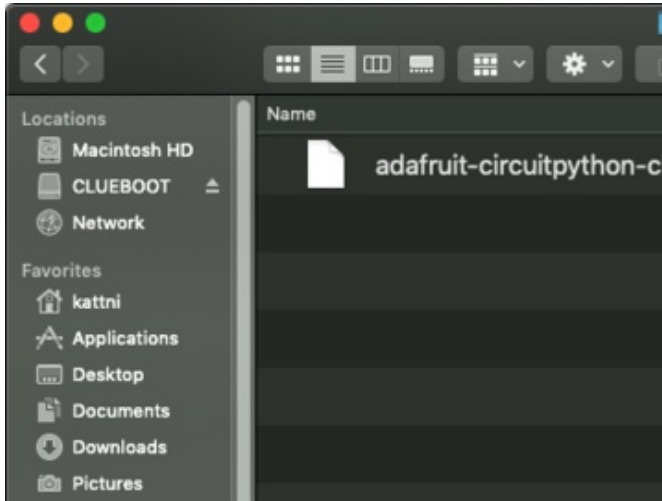 Locations
Macintosh HD
CLUEBOOT
Network
Favorites
kattni
Applications
Desktop
Documents
Downloads
Pictures
Name
adafruit-circuitpython-c